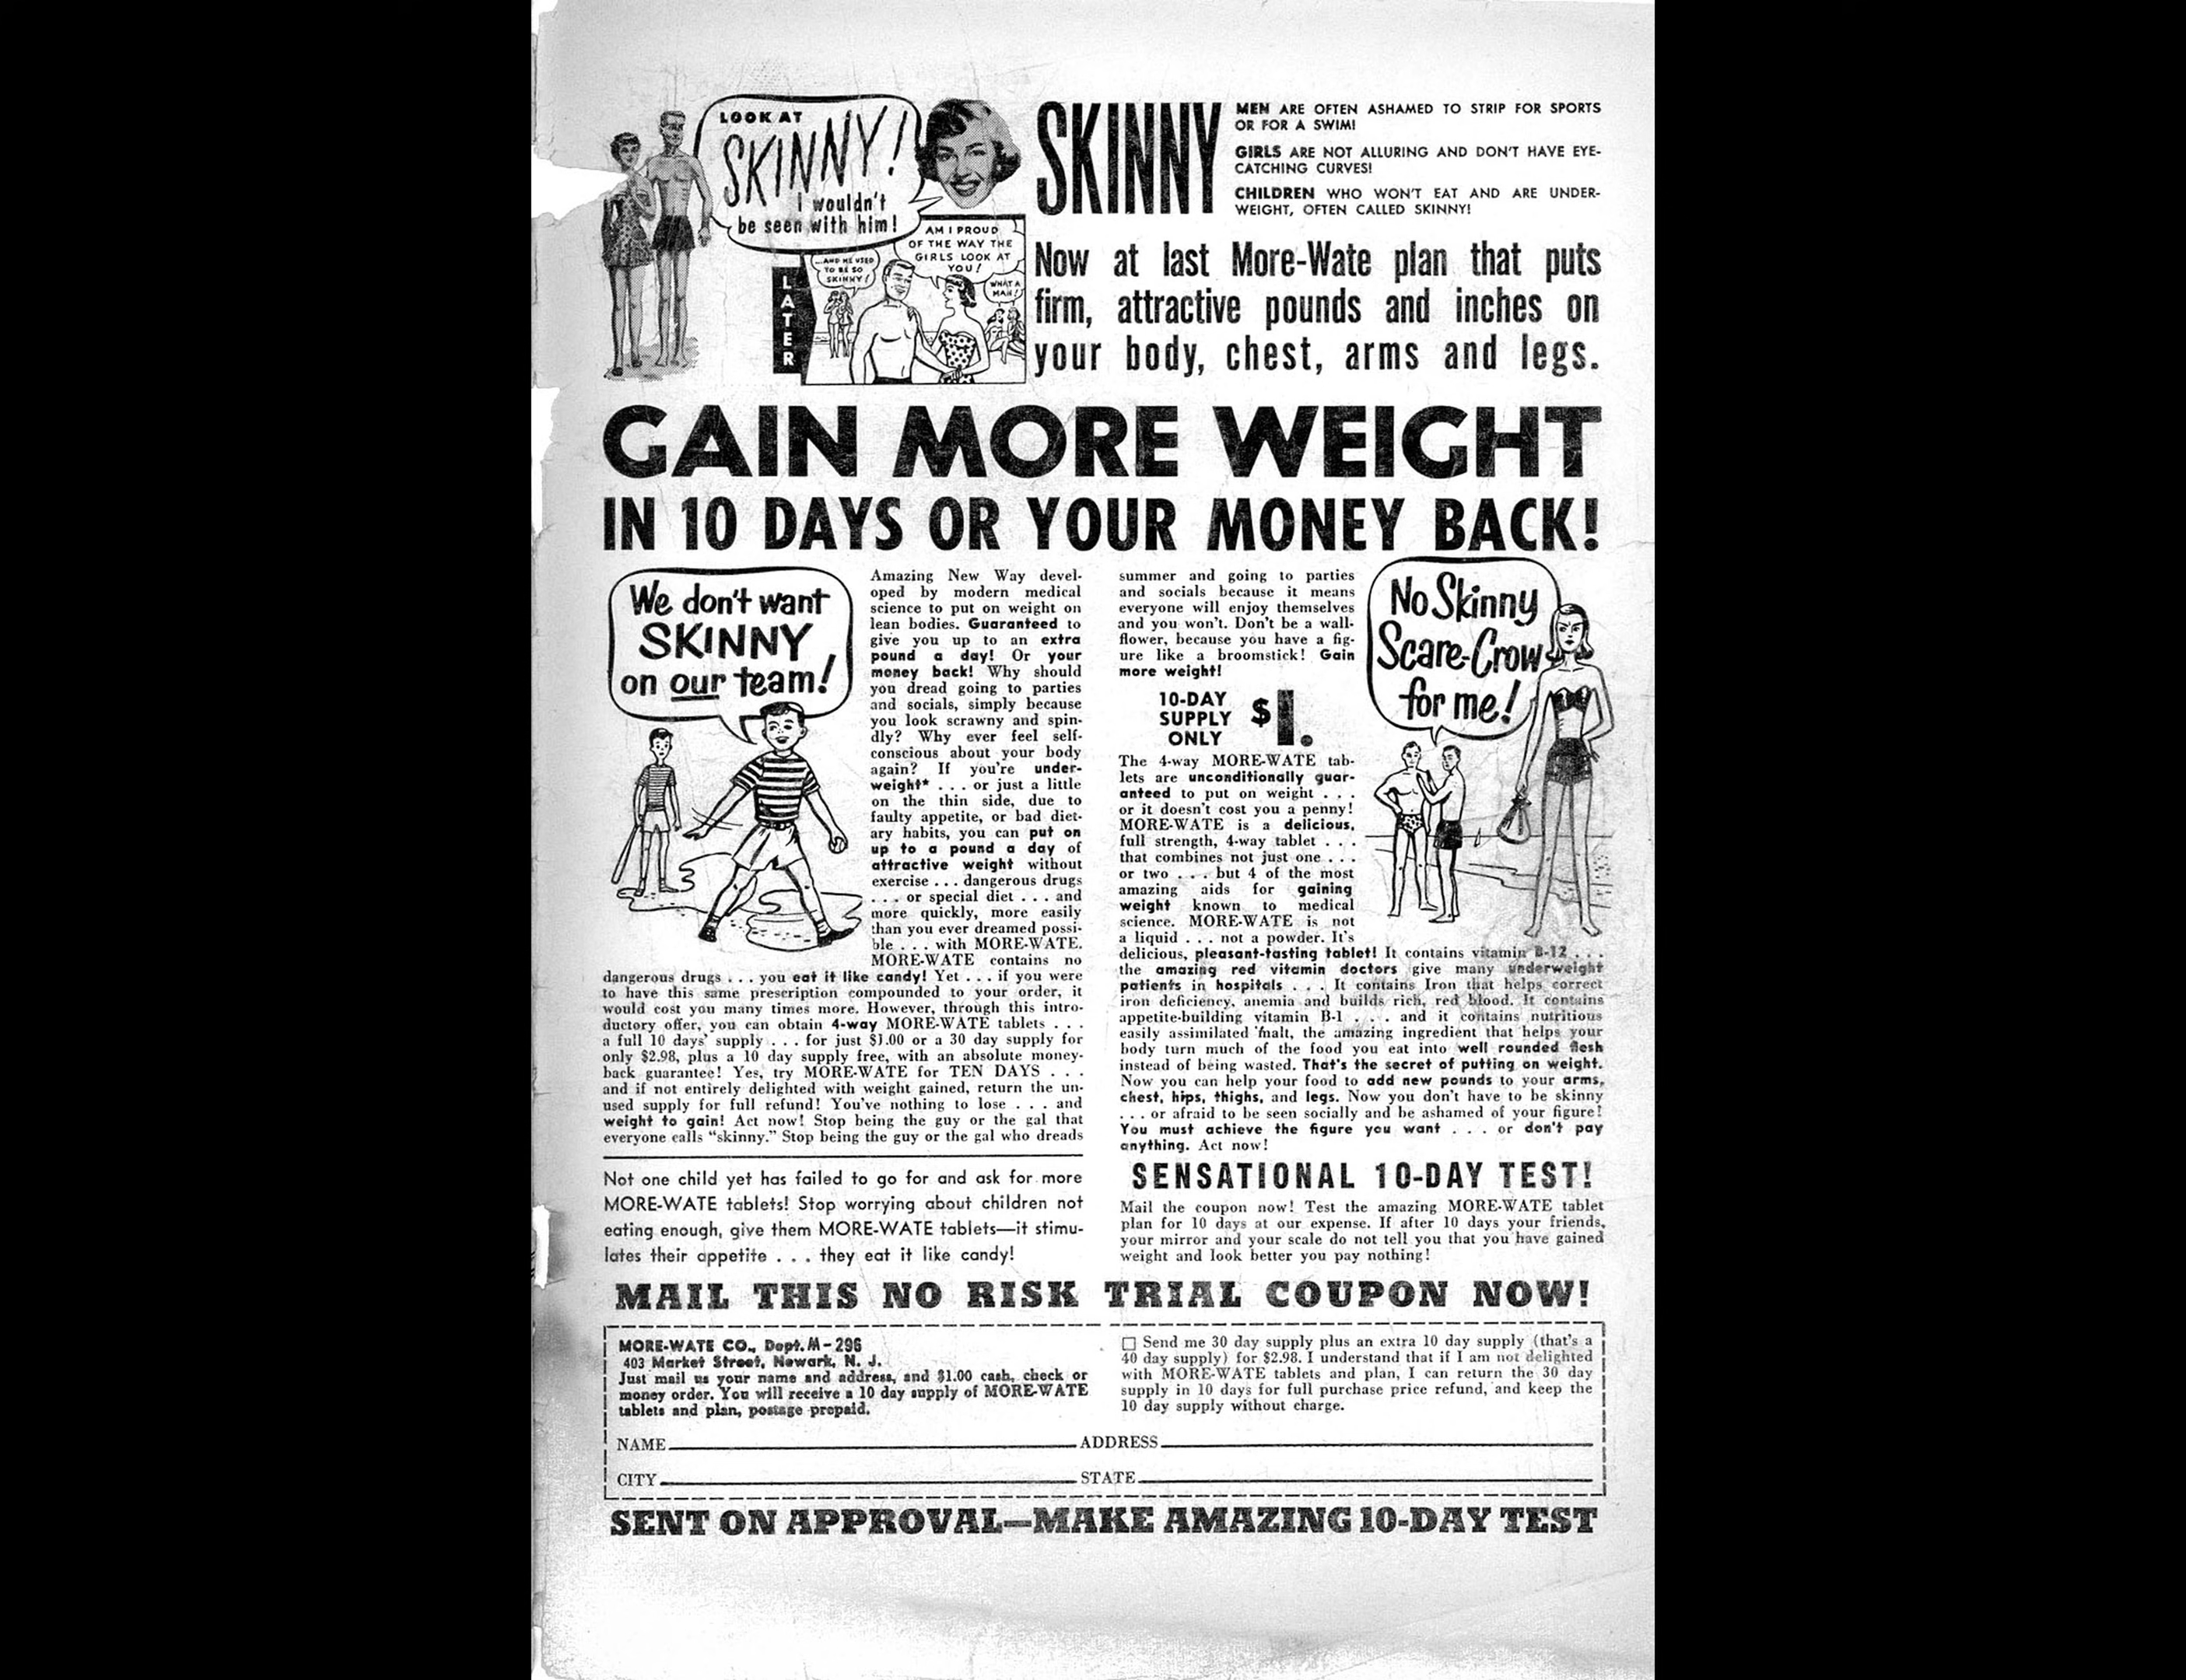 LOOK AT
SKINNY!
I wouldn't
be seen with him!
LATER
...AND HE USED
TO BE SO
SKINNY!
AM I PROUD
OF THE WAY THE
GIRLS LOOK AT
YOU!
WHAT A
MAN!
SKINNY
MEN ARE OFTEN ASHAMED TO STRIP FOR SPORTS
OR FOR A SWIM!
GIRLS ARE NOT ALLURING AND DON'T HAVE EYE-
CATCHING CURVES!
CHILDREN WHO WON'T EAT AND ARE UNDER-
WEIGHT, OFTEN CALLED SKINNY!
Now at last More-Wate plan that puts
firm, attractive pounds and inches on
your body, chest, arms and legs.
GAIN MORE WEIGHT
IN 10 DAYS OR YOUR MONEY BACK!
We don't want
SKINNY
on our team!
Amazing New Way devel-
oped by modern medical
science to put on weight on
lean bodies. Guaranteed to
give you up to an extra
pound a day! Or your
money back! Why should
you dread going to parties
and socials, simply because
you look scrawny and spin-
dly? Why ever feel self-
conscious about your body
again? If you're under-
weight* . . . or just a little
on the thin side, due to
faulty appetite, or bad diet-
ary habits, you can put on
up to a pound a day of
attractive weight without
exercise . . . dangerous drugs
. . . or special diet . . . and
more quickly, more easily
than you ever dreamed possi-
ble . . . with MORE-WATE.
MORE-WATE contains no
dangerous drugs . . . you eat it like candy! Yet . . . if you were
to have this same prescription compounded to your order, it
would cost you many times more. However, through this intro-
ductory offer, you can obtain 4-way MORE-WATE tablets . . .
a full 10 days' supply . . . for just $1.00 or a 30 day supply for
only $2.98, plus a 10 day supply free, with an absolute money-
back guarantee! Yes, try MORE-WATE for TEN DAYS . . .
and if not entirely delighted with weight gained, return the un-
used supply for full refund! You've nothing to lose . . . and
weight to gain! Act now! Stop being the guy or the gal that
everyone calls "skinny." Stop being the guy or the gal who dreads
Not one child yet has failed to go for and ask for more
MORE-WATE tablets! Stop worrying about children not
eating enough, give them MORE-WATE tablets—it stimu-
lates their appetite . . . they eat it like candy!
summer and going to parties
and socials because it means
everyone will enjoy themselves
and you won't. Don't be a wall-
flower, because you have a fig-
ure like a broomstick! Gain
more weight!
10-DAY
SUPPLY
ONLY
$1.
No Skinny
Scare-Crow
for me!
The 4-way MORE-WATE tab-
lets are unconditionally guar-
anteed to put on weight . . .
or it doesn't cost you a penny!
MORE-WATE is a delicious,
full strength, 4-way tablet . . .
that combines not just one . . .
or two . . . but 4 of the most
amazing aids for gaining
weight known to medical
science. MORE-WATE is not
a liquid . . . not a powder. It's
delicious, pleasant-tasting tablet! It contains vitamin B-12 . . .
the amazing red vitamin doctors give many underweight
patients in hospitals . . . It contains Iron that helps correct
iron deficiency, anemia and builds rich, red blood. It contains
appetite-building vitamin B-1 . . . and it contains nutritious
easily assimilated malt, the amazing ingredient that helps your
body turn much of the food you eat into well rounded flesh
instead of being wasted. That's the secret of putting on weight.
Now you can help your food to add new pounds to your arms,
chest, hips, thighs, and legs. Now you don't have to be skinny
. . . or afraid to be seen socially and be ashamed of your figure!
You must achieve the figure you want . . . or don't pay
anything. Act now!
SENSATIONAL 10-DAY TEST!
Mail the coupon now! Test the amazing MORE-WATE tablet
plan for 10 days at our expense. If after 10 days your friends,
your mirror and your scale do not tell you that you have gained
weight and look better you pay nothing!
MAIL THIS NO RISK TRIAL COUPON NOW!
MORE-WATE CO., Dept. M-296
403 Market Street, Newark, N. J.
Just mail us your name and address, and $1.00 cash, check or
money order. You will receive a 10 day supply of MORE-WATE
tablets and plan, postage prepaid.
□ Send me 30 day supply plus an extra 10 day supply (that's a
40 day supply) for $2.98. I understand that if I am not delighted
with MORE-WATE tablets and plan, I can return the 30 day
supply in 10 days for full purchase price refund, and keep the
10 day supply without charge.
NAME ADDRESS
CITY STATE
SENT ON APPROVAL—MAKE AMAZING 10-DAY TEST